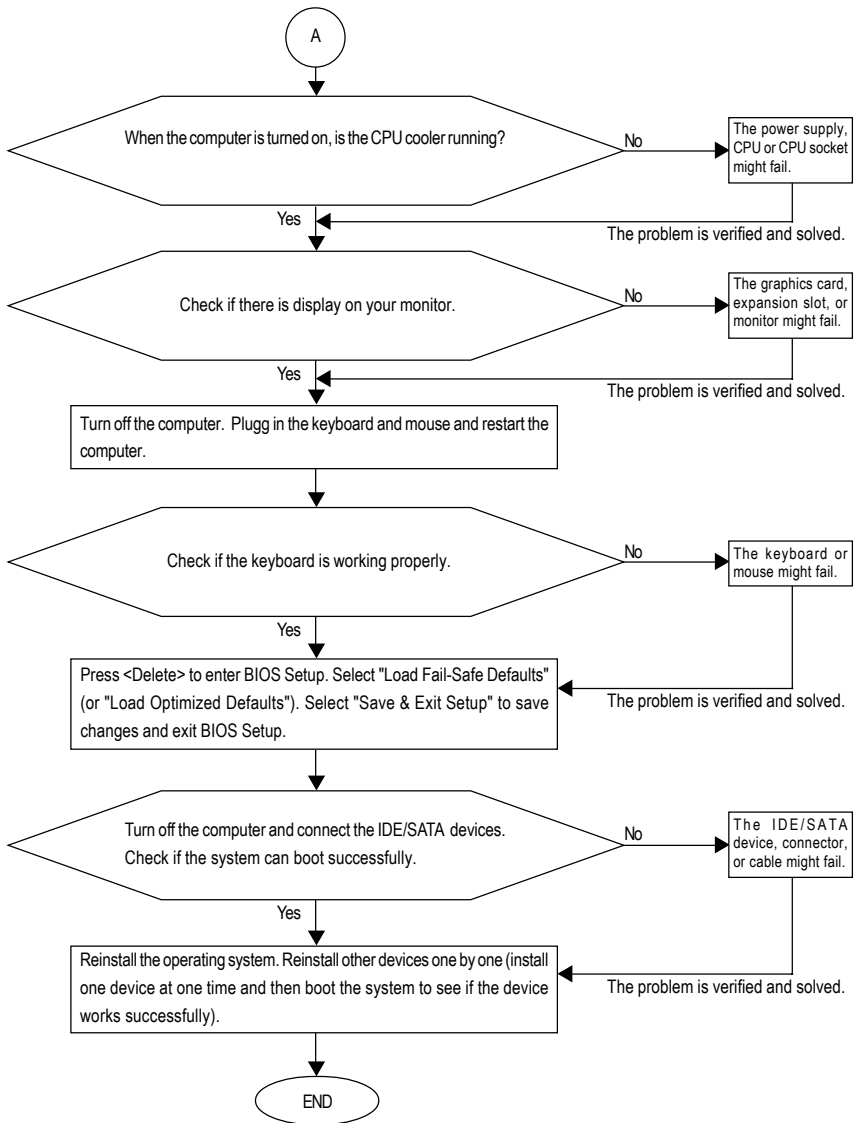 A
When the computer is turned on, is the CPU cooler running?
No
The power supply,
CPU or CPU socket
might fail.
Yes
The problem is verified and solved.
Check if there is display on your monitor.
No
The graphics card,
expansion slot, or
monitor might fail.
Yes
The problem is verified and solved.
Turn off the computer. Plugg in the keyboard and mouse and restart the
computer.
Check if the keyboard is working properly.
No
The keyboard or
mouse might fail.
Yes
Press <Delete> to enter BIOS Setup. Select "Load Fail-Safe Defaults"
(or "Load Optimized Defaults"). Select "Save & Exit Setup" to save
changes and exit BIOS Setup.
The problem is verified and solved.
Turn off the computer and connect the IDE/SATA devices.
Check if the system can boot successfully.
No
The IDE/SATA
device, connector,
or cable might fail.
Yes
Reinstall the operating system. Reinstall other devices one by one (install
one device at one time and then boot the system to see if the device
works successfully).
The problem is verified and solved.
END